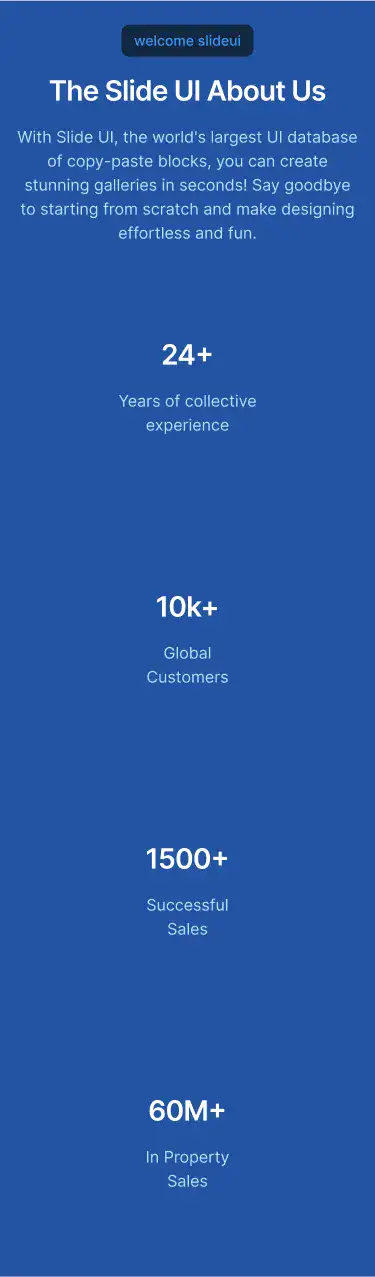 welcome slideui
The Slide UI About Us
With Slide UI, the world's largest UI database
of copy-paste blocks, you can create
stunning galleries in seconds! Say goodbye
to starting from scratch and make designing
effortless and fun.
24+
Years of collective
experience
10k+
Global
Customers
1500+
Successful
Sales
60M+
In Property
Sales